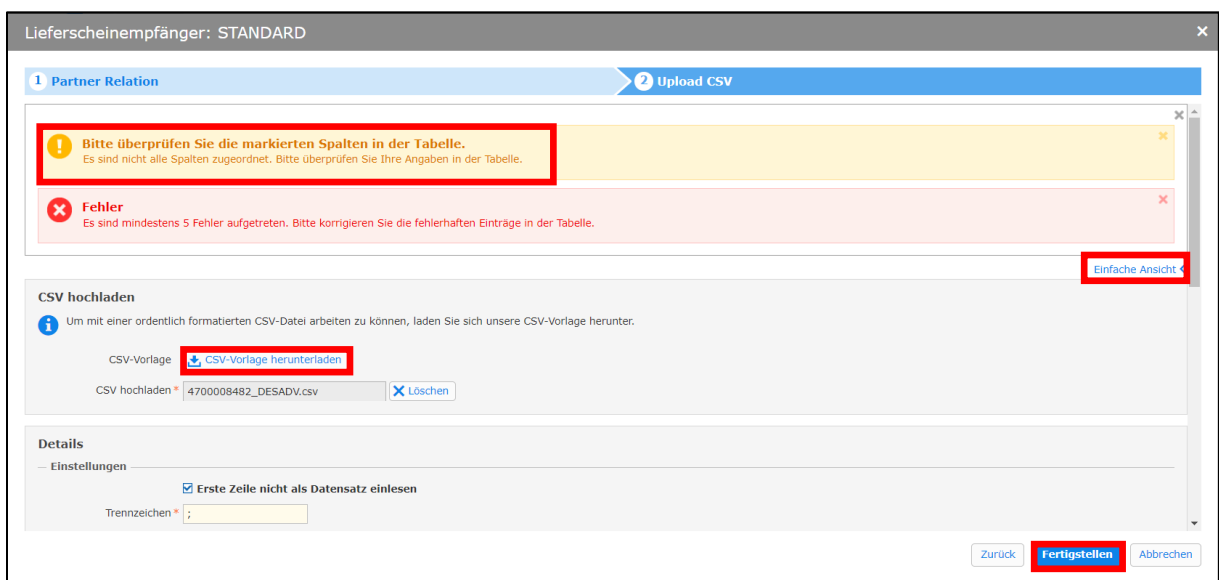 Lieferscheinempfänger: STANDARD
1 Partner Relation
2 Upload CSV
Bitte überprüfen Sie die markierten Spalten in der Tabelle.
Es sind nicht alle Spalten zugeordnet. Bitte überprüfen Sie Ihre Angaben in der Tabelle.
Fehler
Es sind mindestens 5 Fehler aufgetreten. Bitte korrigieren Sie die fehlerhaften Einträge in der Tabelle.
Einfache Ansicht
CSV hochladen
Um mit einer ordentlich formatierten CSV-Datei arbeiten zu können, laden Sie sich unsere CSV-Vorlage herunter.
CSV-Vorlage CSV-Vorlage herunterladen
CSV hochladen * 4700008482_DESADV.csv Löschen
Details
Einstellungen
Erste Zeile nicht als Datensatz einlesen
Trennzeichen * ;
Zurück Fertigstellen Abbrechen